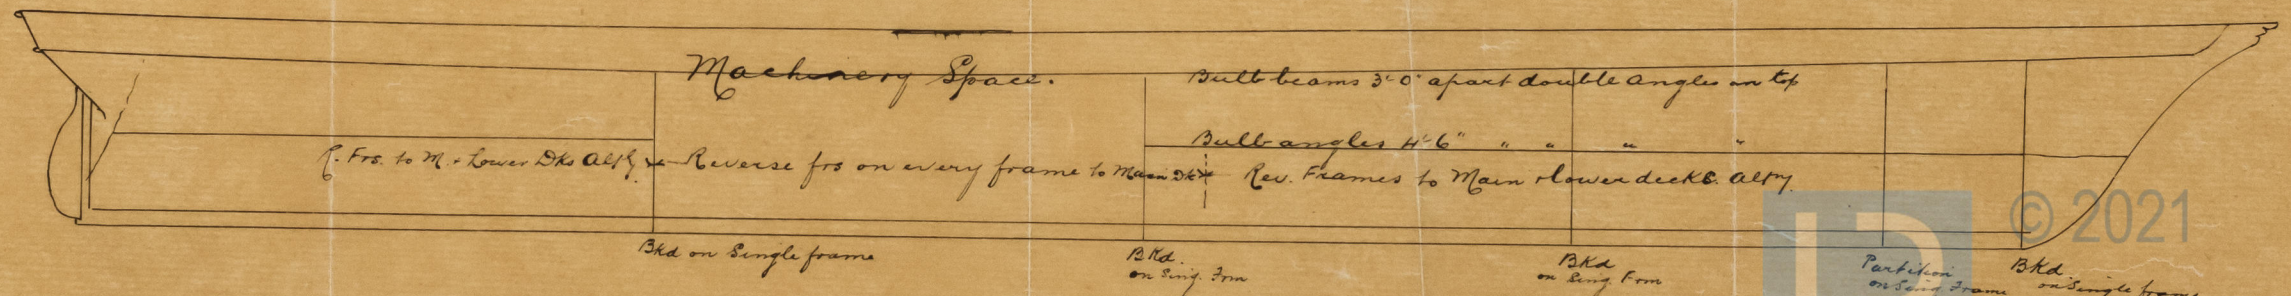 Machinery Space.
Bulb beams 3'-0" apart double angles on top
Bulb angles 4'-6" " " " "
R. Frs. to M. & Lower Dks Altly
Reverse frs on every frame to Main Dk
Rev. Frames to Main & lower decks. Altly.
Bkd on Single frame
Bkd.
on Sing. Frm
Bkd
on Sing. Frm
Partition
on Sing Frame
Bkd.
on Single frame
© 2021